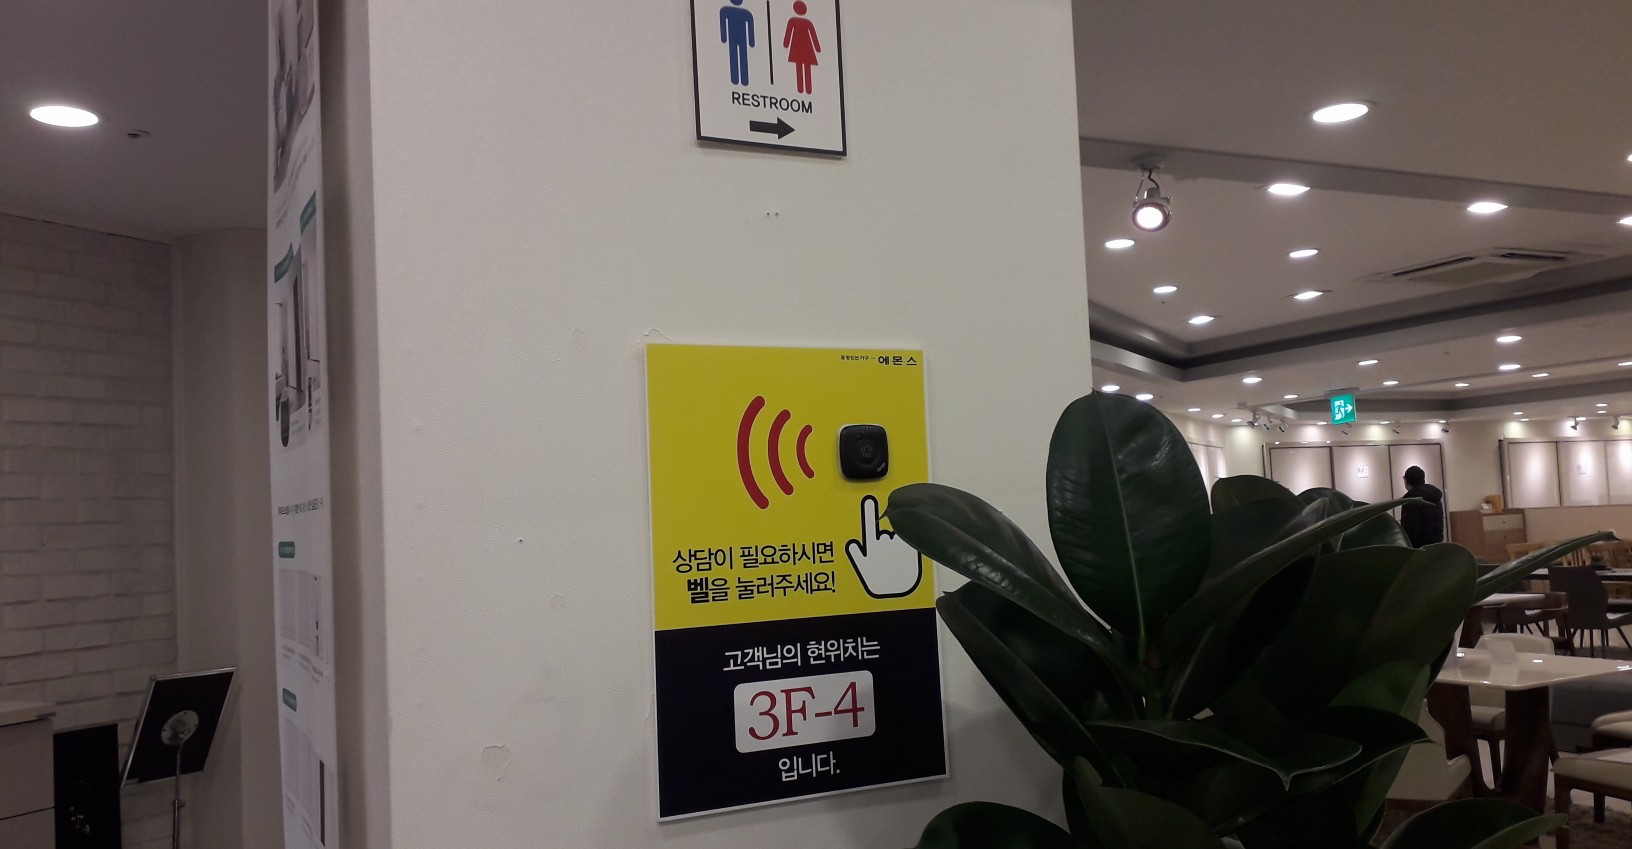 RESTROOM
에몬스
상담이 필요하시면
벨을 눌러주세요!
고객님의 현위치는
3F-4
입니다.